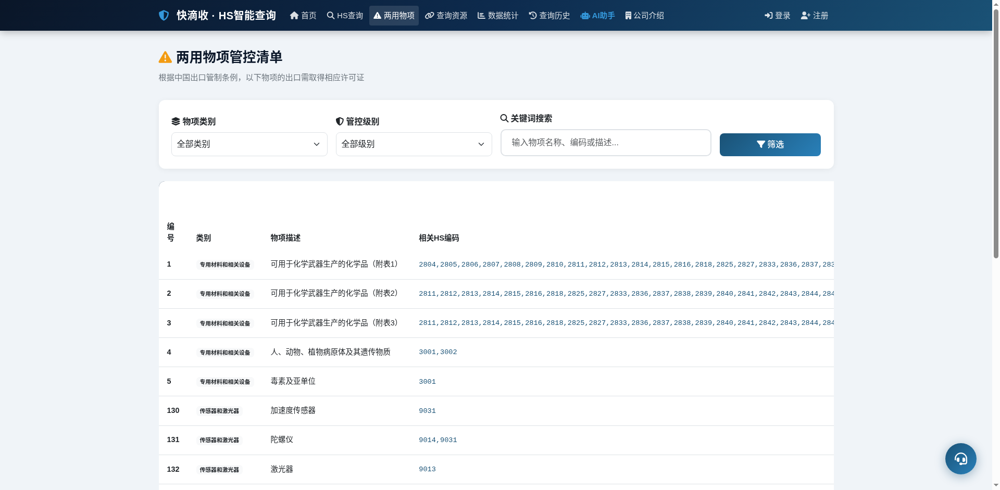 快滴收 · HS智能查询 首页 HS查询 两用物项 查询资源 数据统计 查询历史 AI助手 公司介绍 登录 注册
两用物项管控清单
根据中国出口管制条例，以下物项的出口需取得相应许可证
物项类别 管控级别 关键词搜索
全部类别 全部级别 输入物项名称、编码或描述... 筛选
编号 类别 物项描述 相关HS编码
1 专用材料和相关设备 可用于化学武器生产的化学品（附表1） 2804,2805,2806,2807,2808,2809,2810,2811,2812,2813,2814,2815,2816,2818,2825,2827,2833,2836,2837,283
2 专用材料和相关设备 可用于化学武器生产的化学品（附表2） 2811,2812,2813,2814,2815,2816,2818,2825,2827,2833,2836,2837,2838,2839,2840,2841,2842,2843,2844,284
3 专用材料和相关设备 可用于化学武器生产的化学品（附表3） 2811,2812,2813,2814,2815,2816,2818,2825,2827,2833,2836,2837,2838,2839,2840,2841,2842,2843,2844,284
4 专用材料和相关设备 人、动物、植物病原体及其遗传物质 3001,3002
5 专用材料和相关设备 毒素及亚单位 3001
130 传感器和激光器 加速度传感器 9031
131 传感器和激光器 陀螺仪 9014,9031
132 传感器和激光器 激光器 9013